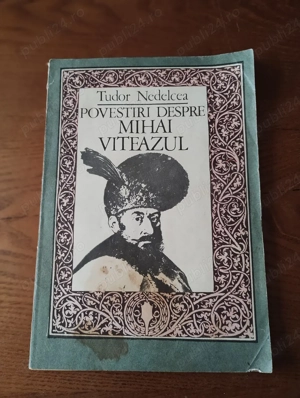 Tudor Nedelcea
POVESTIRI DESPRE
MIHAI
VITEAZUL